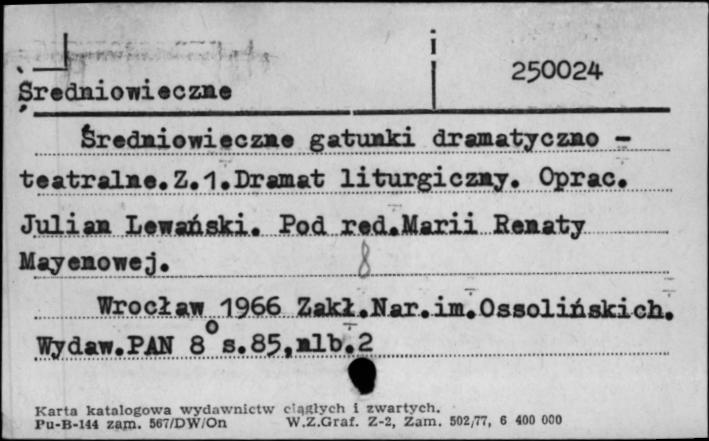 i
250024
Średniowieczne
Średniowieczne gatunki dramatyczno -
teatralne.Z.1.Dramat liturgiczny. Oprac.
Julian Lewański. Pod red.Marii Renaty
Mayenowej.
8
Wrocław 1966 Zakł.Nar.im.Ossolińskich.
Wydaw.PAN 8° s.85,nlb.2
Karta katalogowa wydawnictw ciągłych i zwartych.
Pu-B-144 zam. 567/DW/On W.Z.Graf. Z-2, Zam. 502/77, 6 400 000